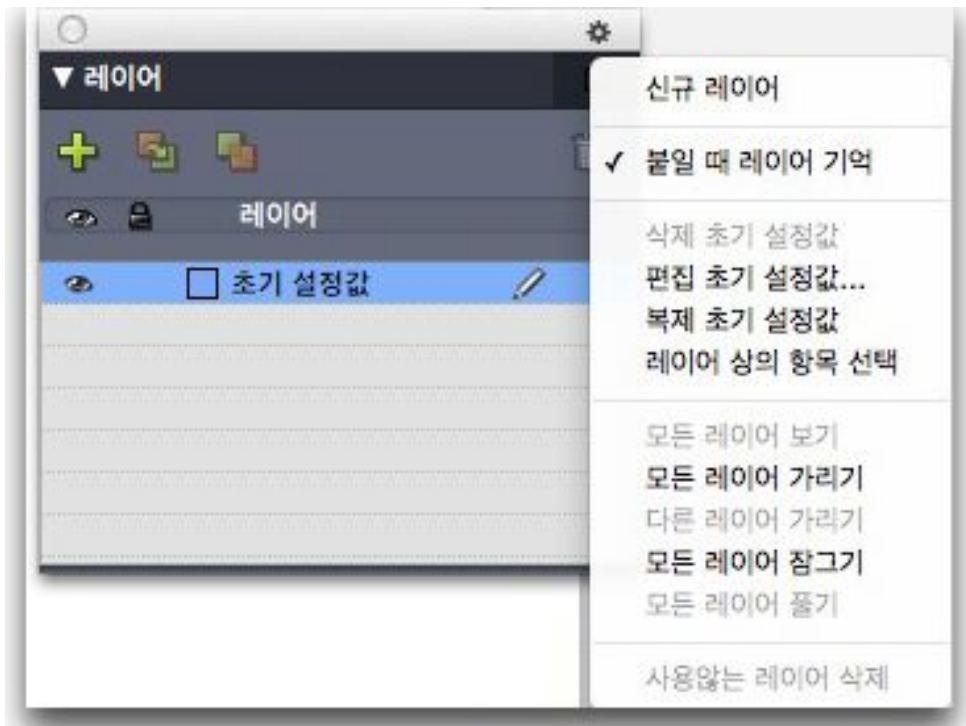 ▼ 레이어
레이어
초기 설정값
신규 레이어
✓ 붙일 때 레이어 기억
삭제 초기 설정값
편집 초기 설정값...
복제 초기 설정값
레이어 상의 항목 선택
모든 레이어 보기
모든 레이어 가리기
다른 레이어 가리기
모든 레이어 잠그기
모든 레이어 풀기
사용않는 레이어 삭제